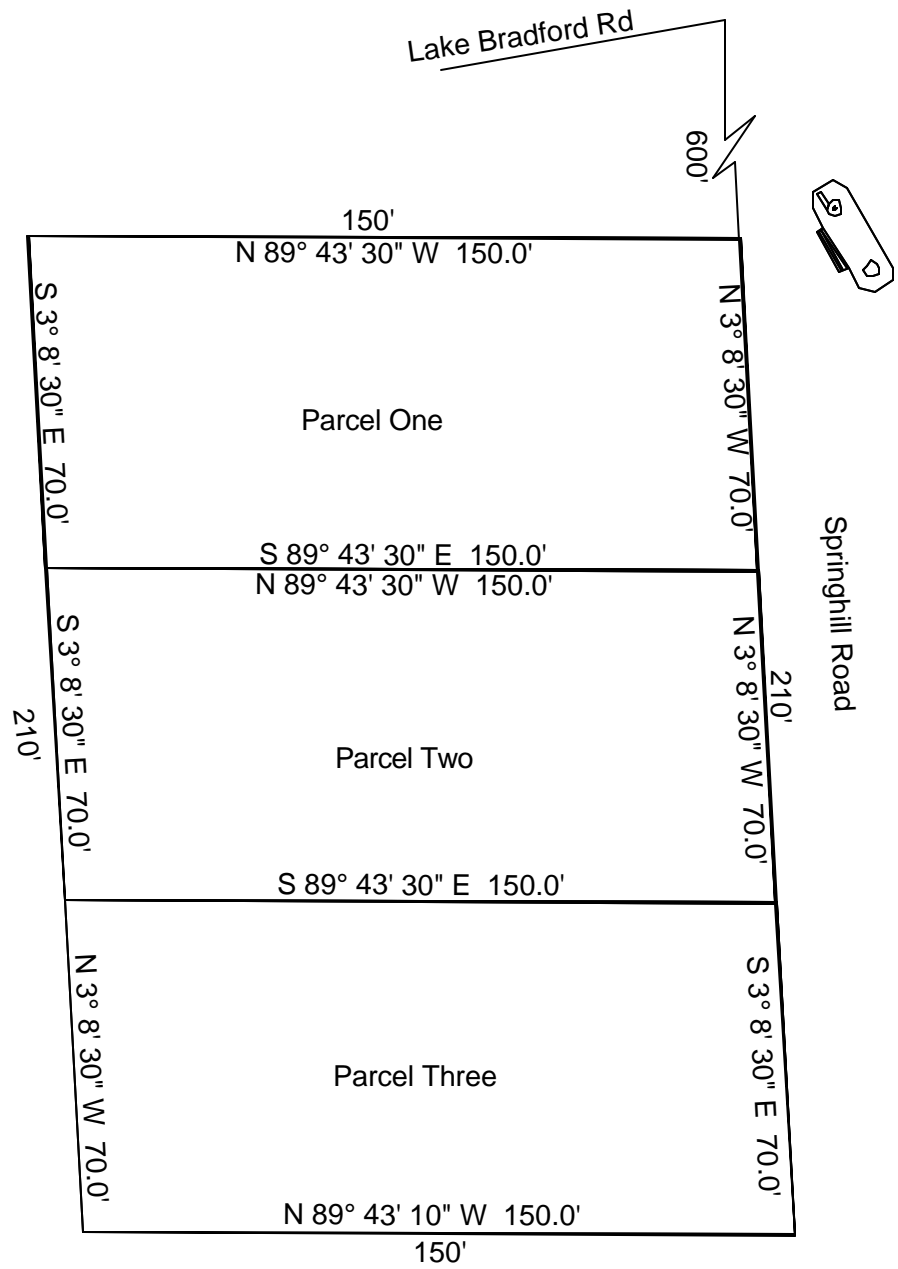 Lake Bradford Rd
600'
150'
N 89° 43' 30" W 150.0'
S 3° 8' 30" E 70.0'
N 3° 8' 30" W 70.0'
Parcel One
S 89° 43' 30" E 150.0'
N 89° 43' 30" W 150.0'
Springhill Road
S 3° 8' 30" E 70.0'
N 3° 8' 30" W 70.0'
210'
210'
Parcel Two
S 89° 43' 30" E 150.0'
N 3° 8' 30" W 70.0'
S 3° 8' 30" E 70.0'
Parcel Three
N 89° 43' 10" W 150.0'
150'